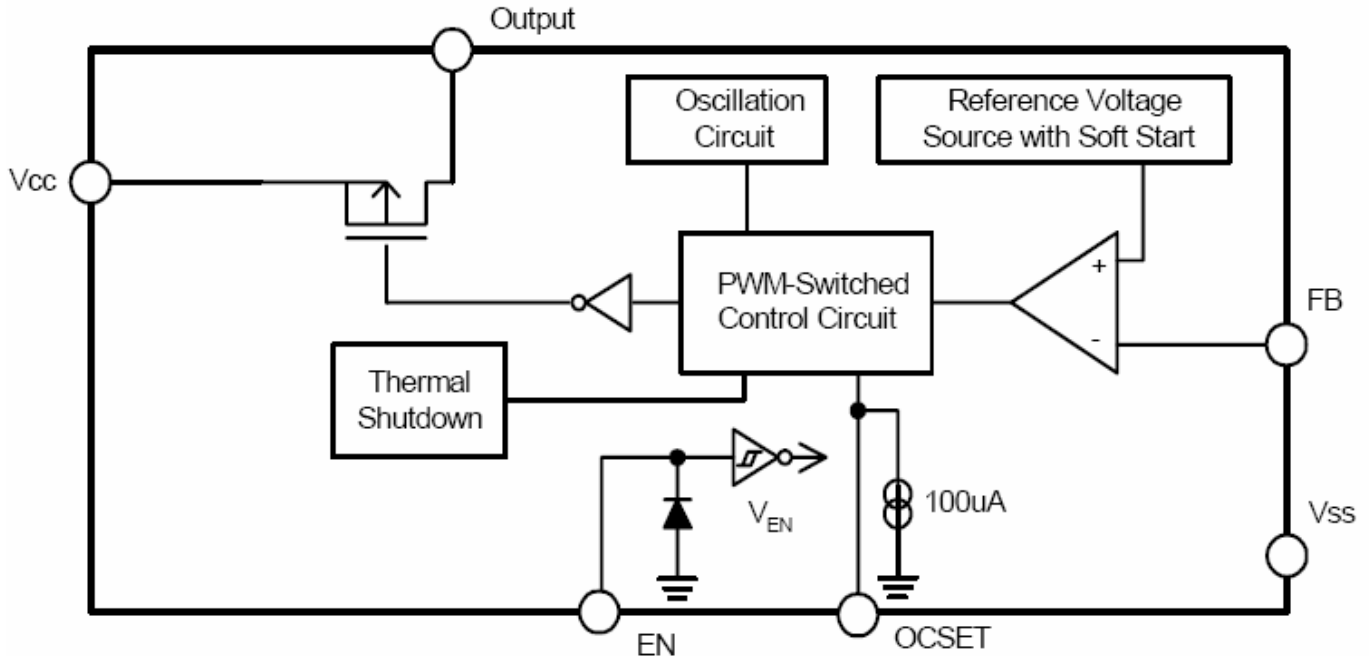 Output
Oscillation
Circuit
Reference Voltage
Source with Soft Start
Vcc
+
PWM-Switched
Control Circuit
FB
-
Thermal
Shutdown
VEN
100uA
Vss
EN
OCSET